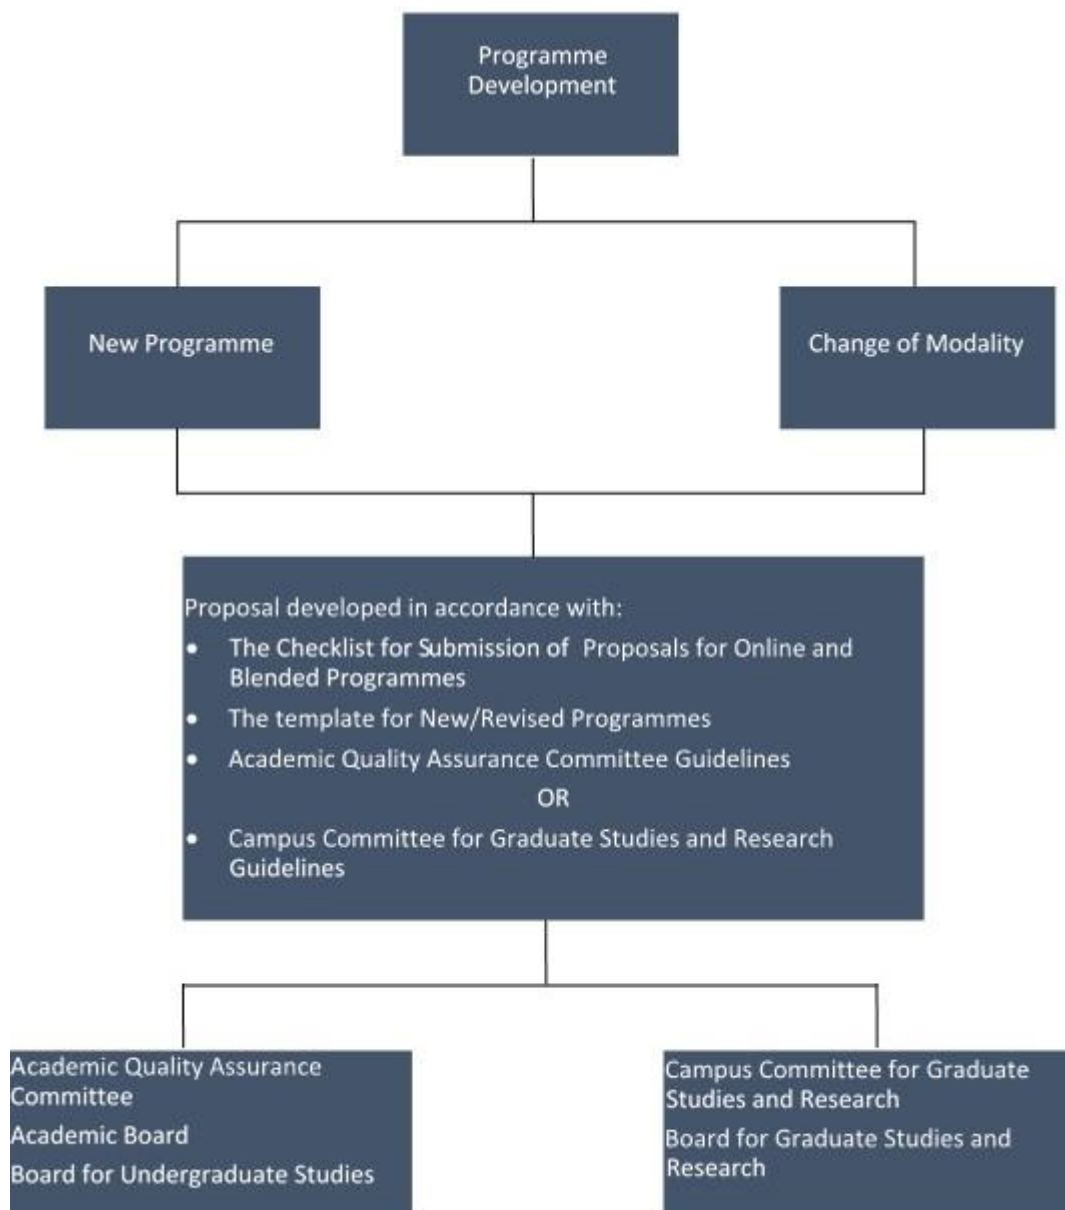 Programme
Development
New Programme
Change of Modality
Proposal developed in accordance with:
• The Checklist for Submission of Proposals for Online and
Blended Programmes
• The template for New/Revised Programmes
• Academic Quality Assurance Committee Guidelines
OR
• Campus Committee for Graduate Studies and Research
Guidelines
Academic Quality Assurance
Committee
Academic Board
Board for Undergraduate Studies
Campus Committee for Graduate
Studies and Research
Board for Graduate Studies and
Research